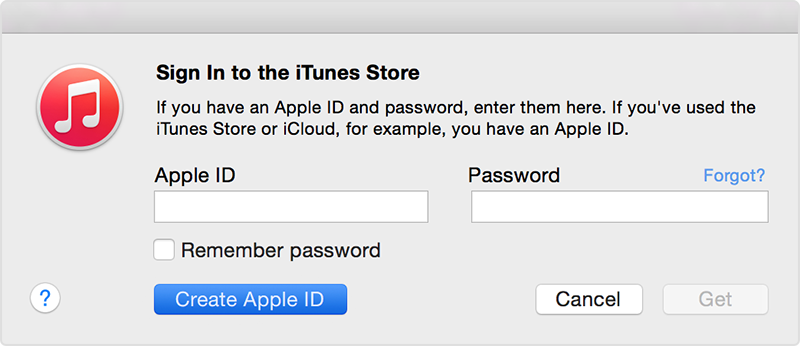 Sign In to the iTunes Store
If you have an Apple ID and password, enter them here. If you've used the
iTunes Store or iCloud, for example, you have an Apple ID.
Apple ID
Password
Forgot?
Remember password
?
Create Apple ID
Cancel
Get